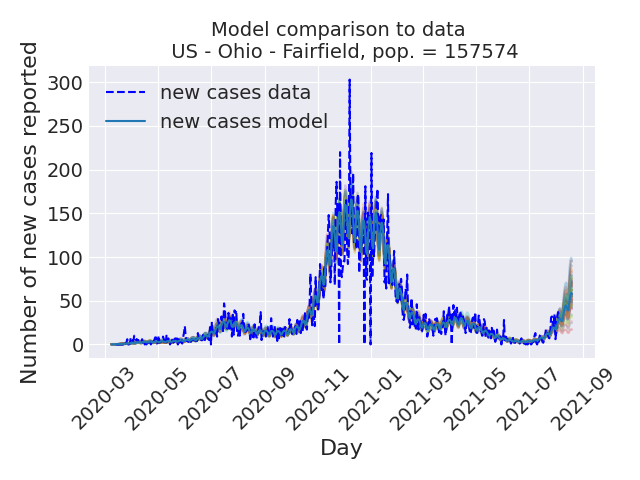 Model comparison to data
US - Ohio - Fairfield, pop. = 157574
Number of new cases reported
300
250
200
150
100
50
0
new cases data
new cases model
2020-03
2020-05
2020-07
2020-09
2020-11
2021-01
2021-03
2021-05
2021-07
2021-09
Day